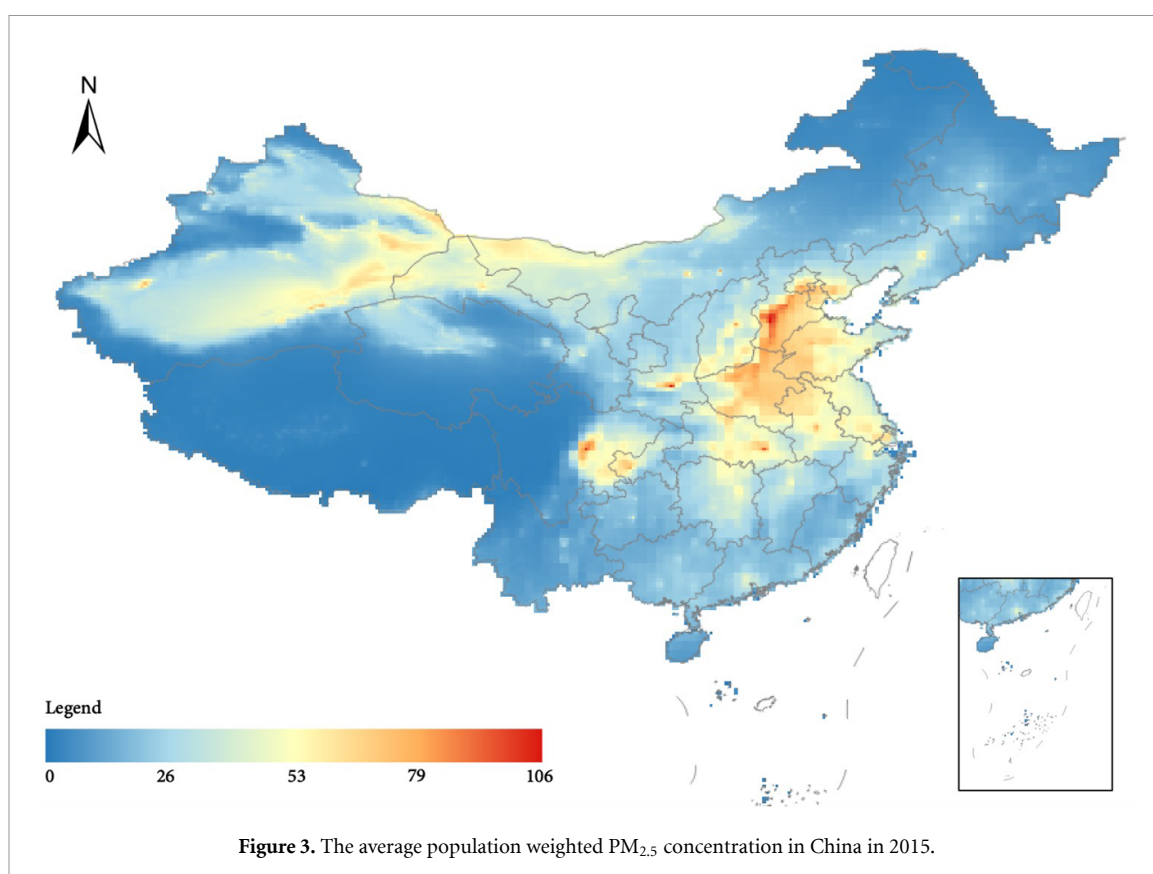 N
Legend
0 26 53 79 106
Figure 3. The average population weighted PM2.5 concentration in China in 2015.